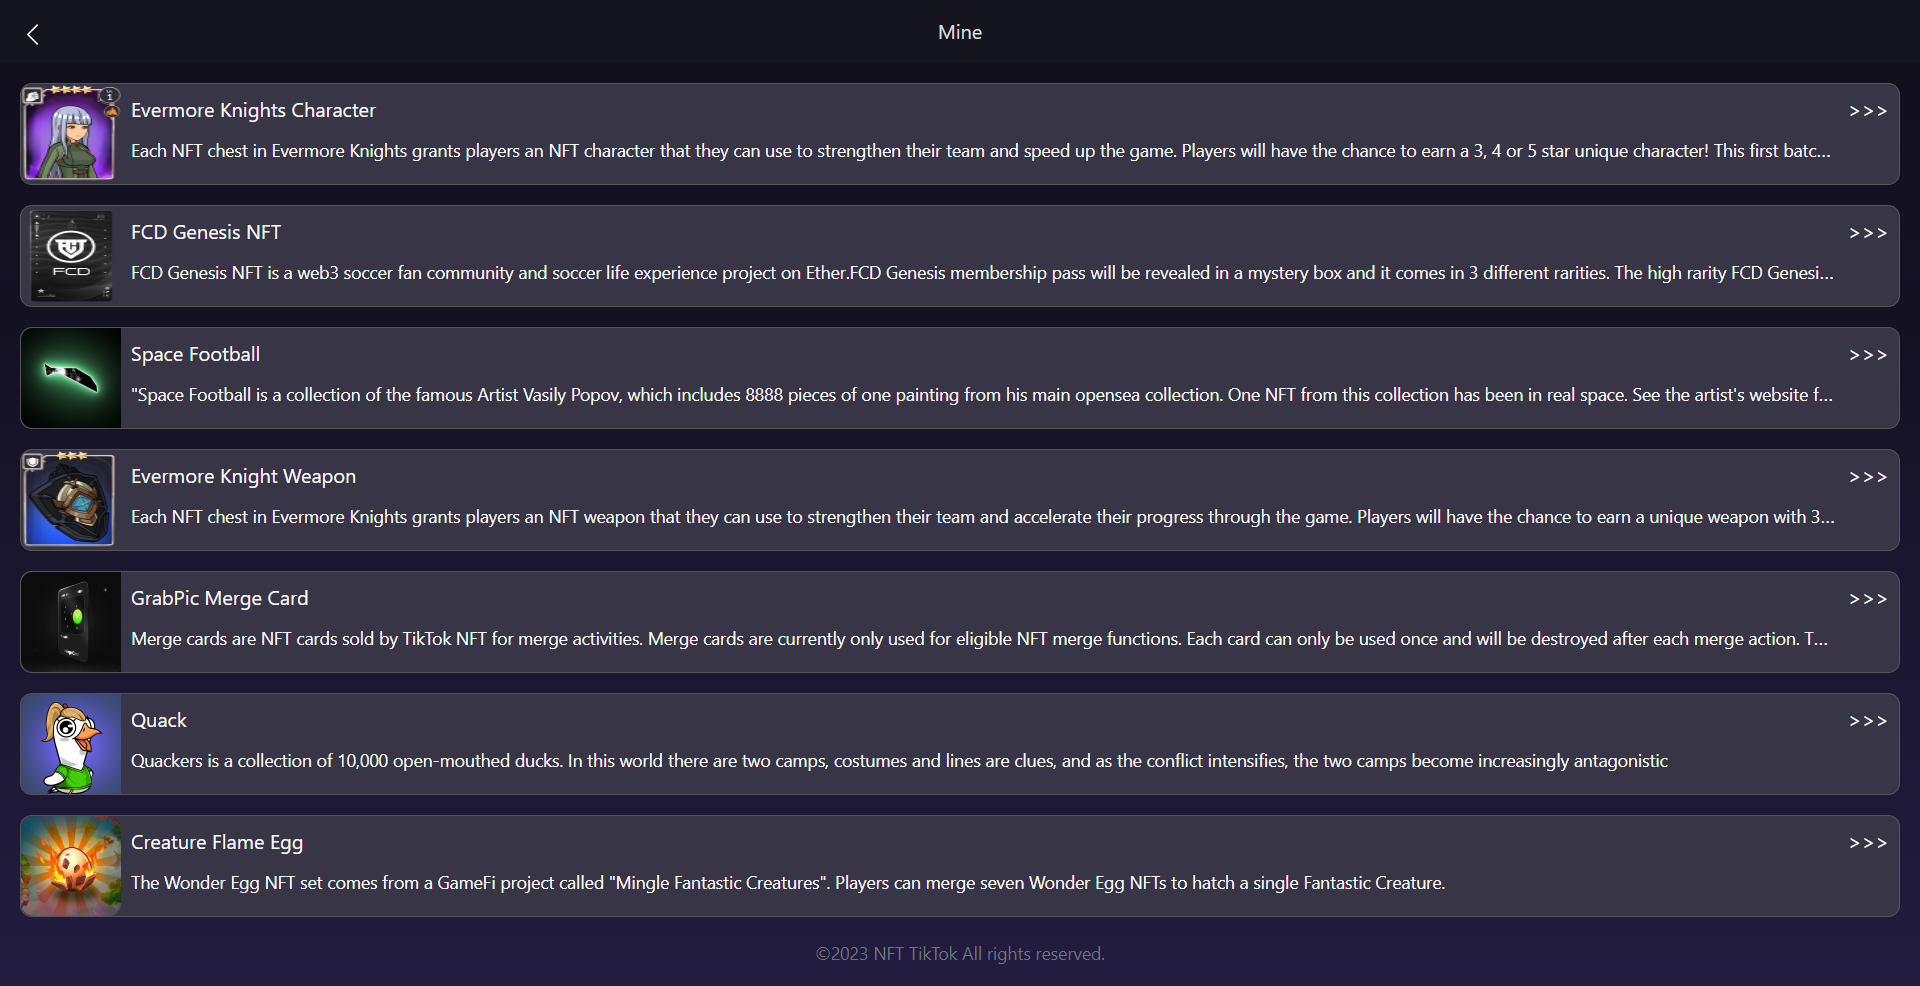 Mine
1
Evermore Knights Character
>>>
Each NFT chest in Evermore Knights grants players an NFT character that they can use to strengthen their team and speed up the game. Players will have the chance to earn a 3, 4 or 5 star unique character! This first batc...
FCD
FCD Genesis NFT
>>>
FCD Genesis NFT is a web3 soccer fan community and soccer life experience project on Ether.FCD Genesis membership pass will be revealed in a mystery box and it comes in 3 different rarities. The high rarity FCD Genesi...
Space Football
>>>
"Space Football is a collection of the famous Artist Vasily Popov, which includes 8888 pieces of one painting from his main opensea collection. One NFT from this collection has been in real space. See the artist's website f...
Evermore Knight Weapon
>>>
Each NFT chest in Evermore Knights grants players an NFT weapon that they can use to strengthen their team and accelerate their progress through the game. Players will have the chance to earn a unique weapon with 3...
GrabPic Merge Card
>>>
Merge cards are NFT cards sold by TikTok NFT for merge activities. Merge cards are currently only used for eligible NFT merge functions. Each card can only be used once and will be destroyed after each merge action. T...
Quack
>>>
Quackers is a collection of 10,000 open-mouthed ducks. In this world there are two camps, costumes and lines are clues, and as the conflict intensifies, the two camps become increasingly antagonistic
Creature Flame Egg
>>>
The Wonder Egg NFT set comes from a GameFi project called "Mingle Fantastic Creatures". Players can merge seven Wonder Egg NFTs to hatch a single Fantastic Creature.
©2023 NFT TikTok All rights reserved.